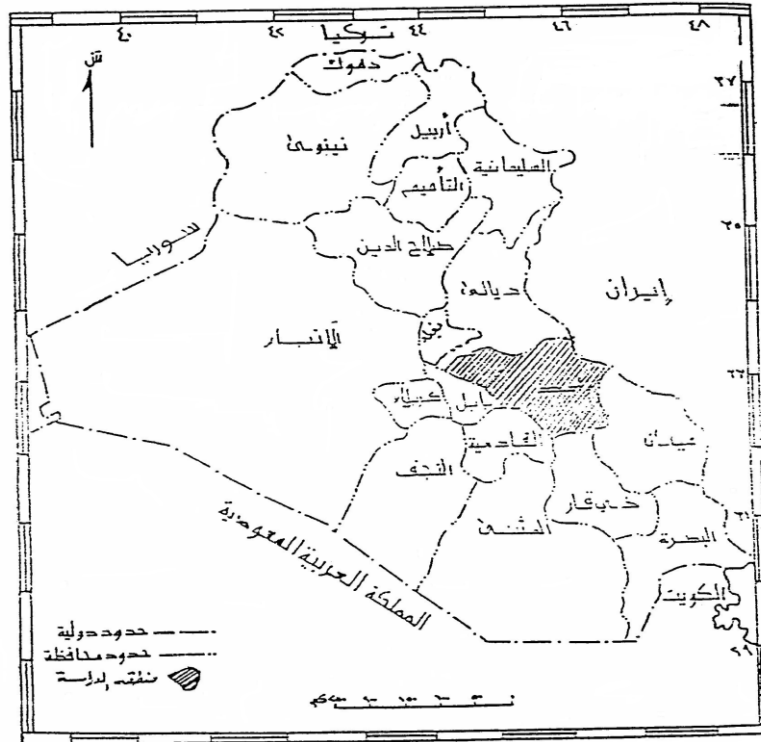 ٤٠ ٤٢ ٤٤ ٤٦ ٤٨
تركيا
دهوك
ش
٣٧
أربيل
نينوى
السليمانية
التأميم
٣٥
سوريا
صلاح الدين
ديالى
إيران
الأنبار
٣٣
كربلاء
بابل
القادسية
ميسان
النجف
ذي قار
المثنى
٣١
البصرة
المملكة العربية السعودية
الكويت
حدود دولية
حدود محافظة
منطقة الدراسة
٢٩